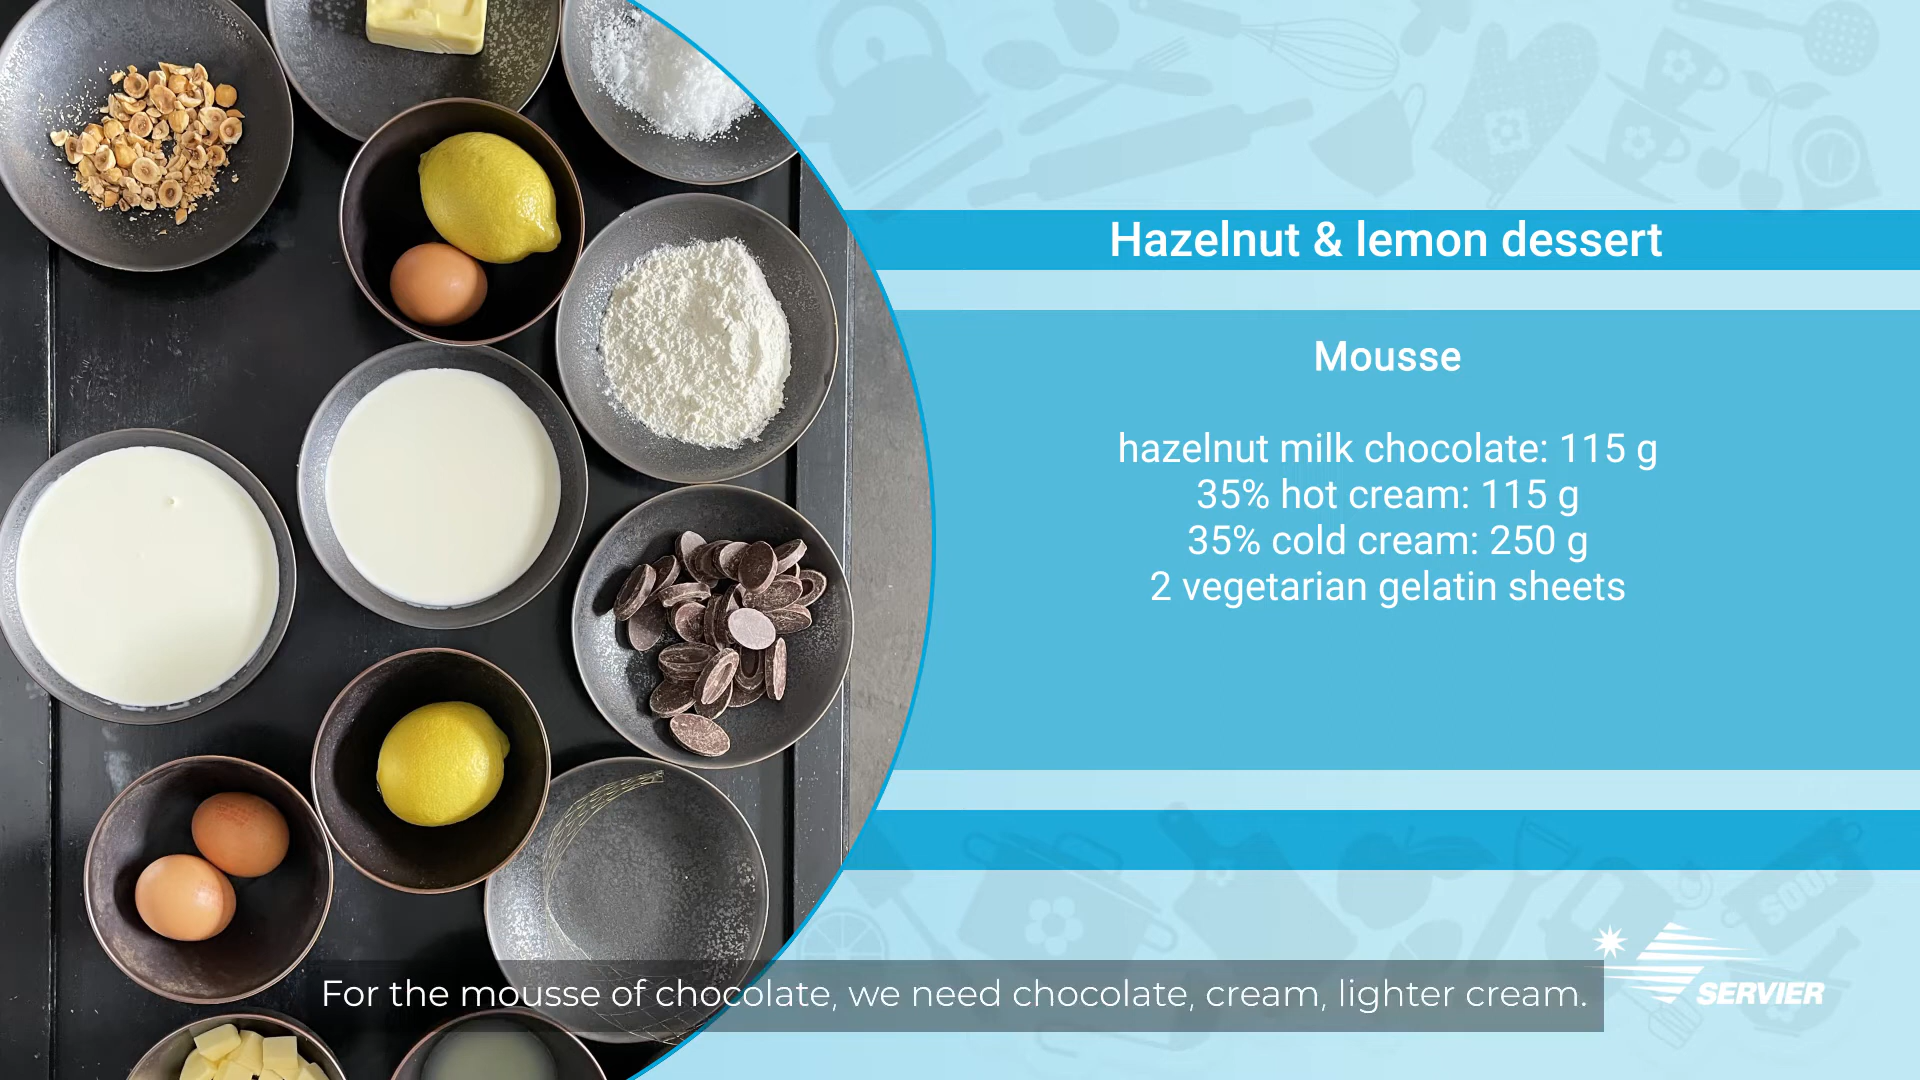 Hazelnut & lemon dessert
Mousse
hazelnut milk chocolate: 115 g
35% hot cream: 115 g
35% cold cream: 250 g
2 vegetarian gelatin sheets
SOUP
For the mousse of chocolate, we need chocolate, cream, lighter cream.
SERVIER